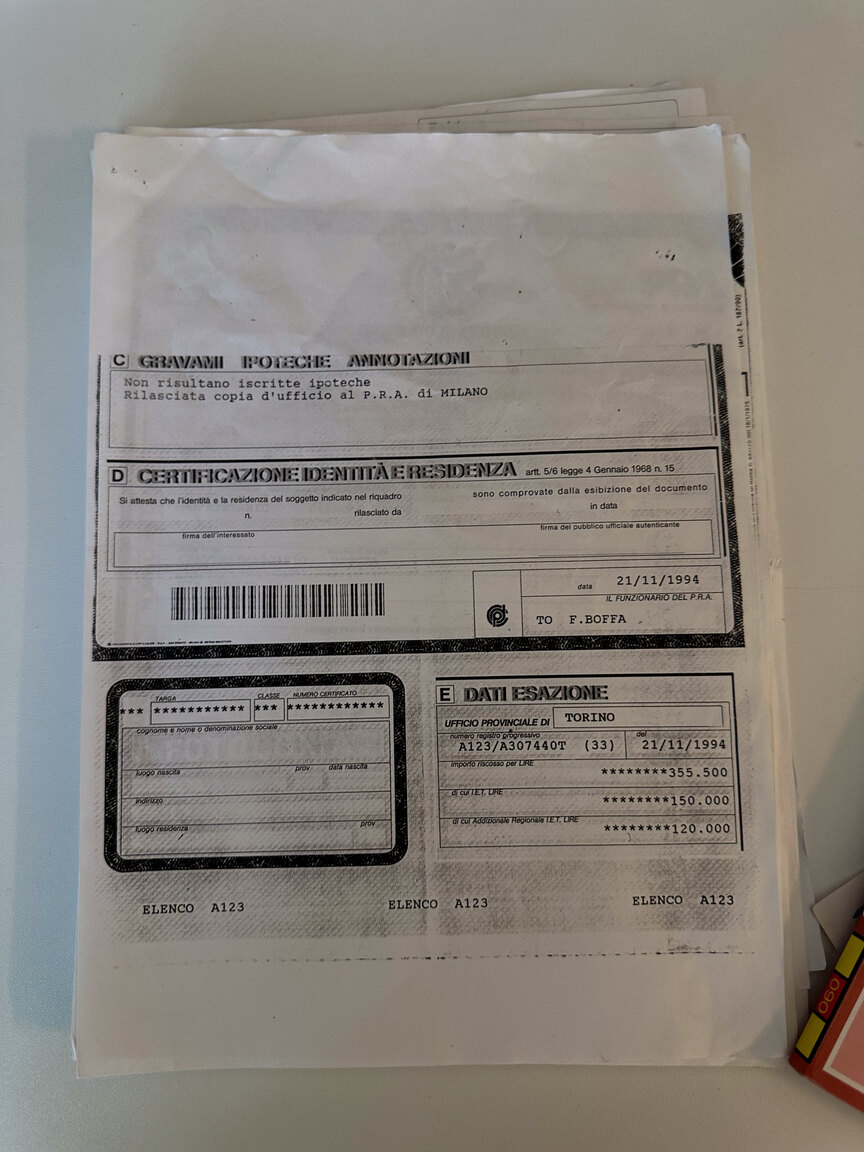 (art. 7 L. 187/90)
C GRAVAMI IPOTECHE ANNOTAZIONI
Non risultano iscritte ipoteche
Rilasciata copia d'ufficio al P.R.A. di MILANO
D CERTIFICAZIONE IDENTITÀ E RESIDENZA artt. 5/6 legge 4 Gennaio 1968 n. 15
Si attesta che l'identità e la residenza del soggetto indicato nel riquadro sono comprovate dalla esibizione del documento
n. rilasciato da in data
firma dell'interessato firma del pubblico ufficiale autenticante
data 21/11/1994
IL FUNZIONARIO DEL P.R.A.
TO F.BOFFA
TARGA CLASSE NUMERO CERTIFICATO
*** *********** *** ************
cognome e nome o denominazione sociale
luogo nascita prov data nascita
indirizzo
luogo residenza prov
E DATI ESAZIONE
UFFICIO PROVINCIALE DI TORINO
numero registro progressivo del
A123/A307440T (33) 21/11/1994
importo riscosso per LIRE
********355.500
di cui I.E.T. LIRE
********150.000
di cui Addizionale Regionale I.E.T. LIRE
********120.000
ELENCO A123 ELENCO A123 ELENCO A123
060